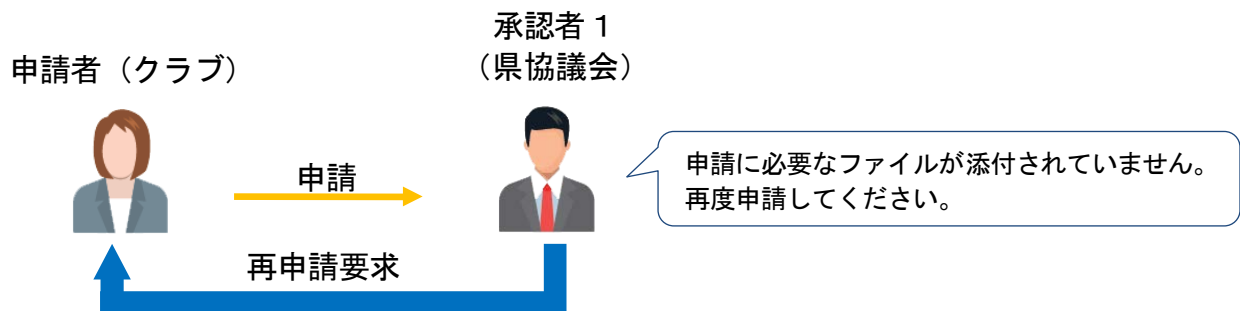 承認者1
(県協議会)
申請者(クラブ)
申請
申請に必要なファイルが添付されていません。
再度申請してください。
再申請要求